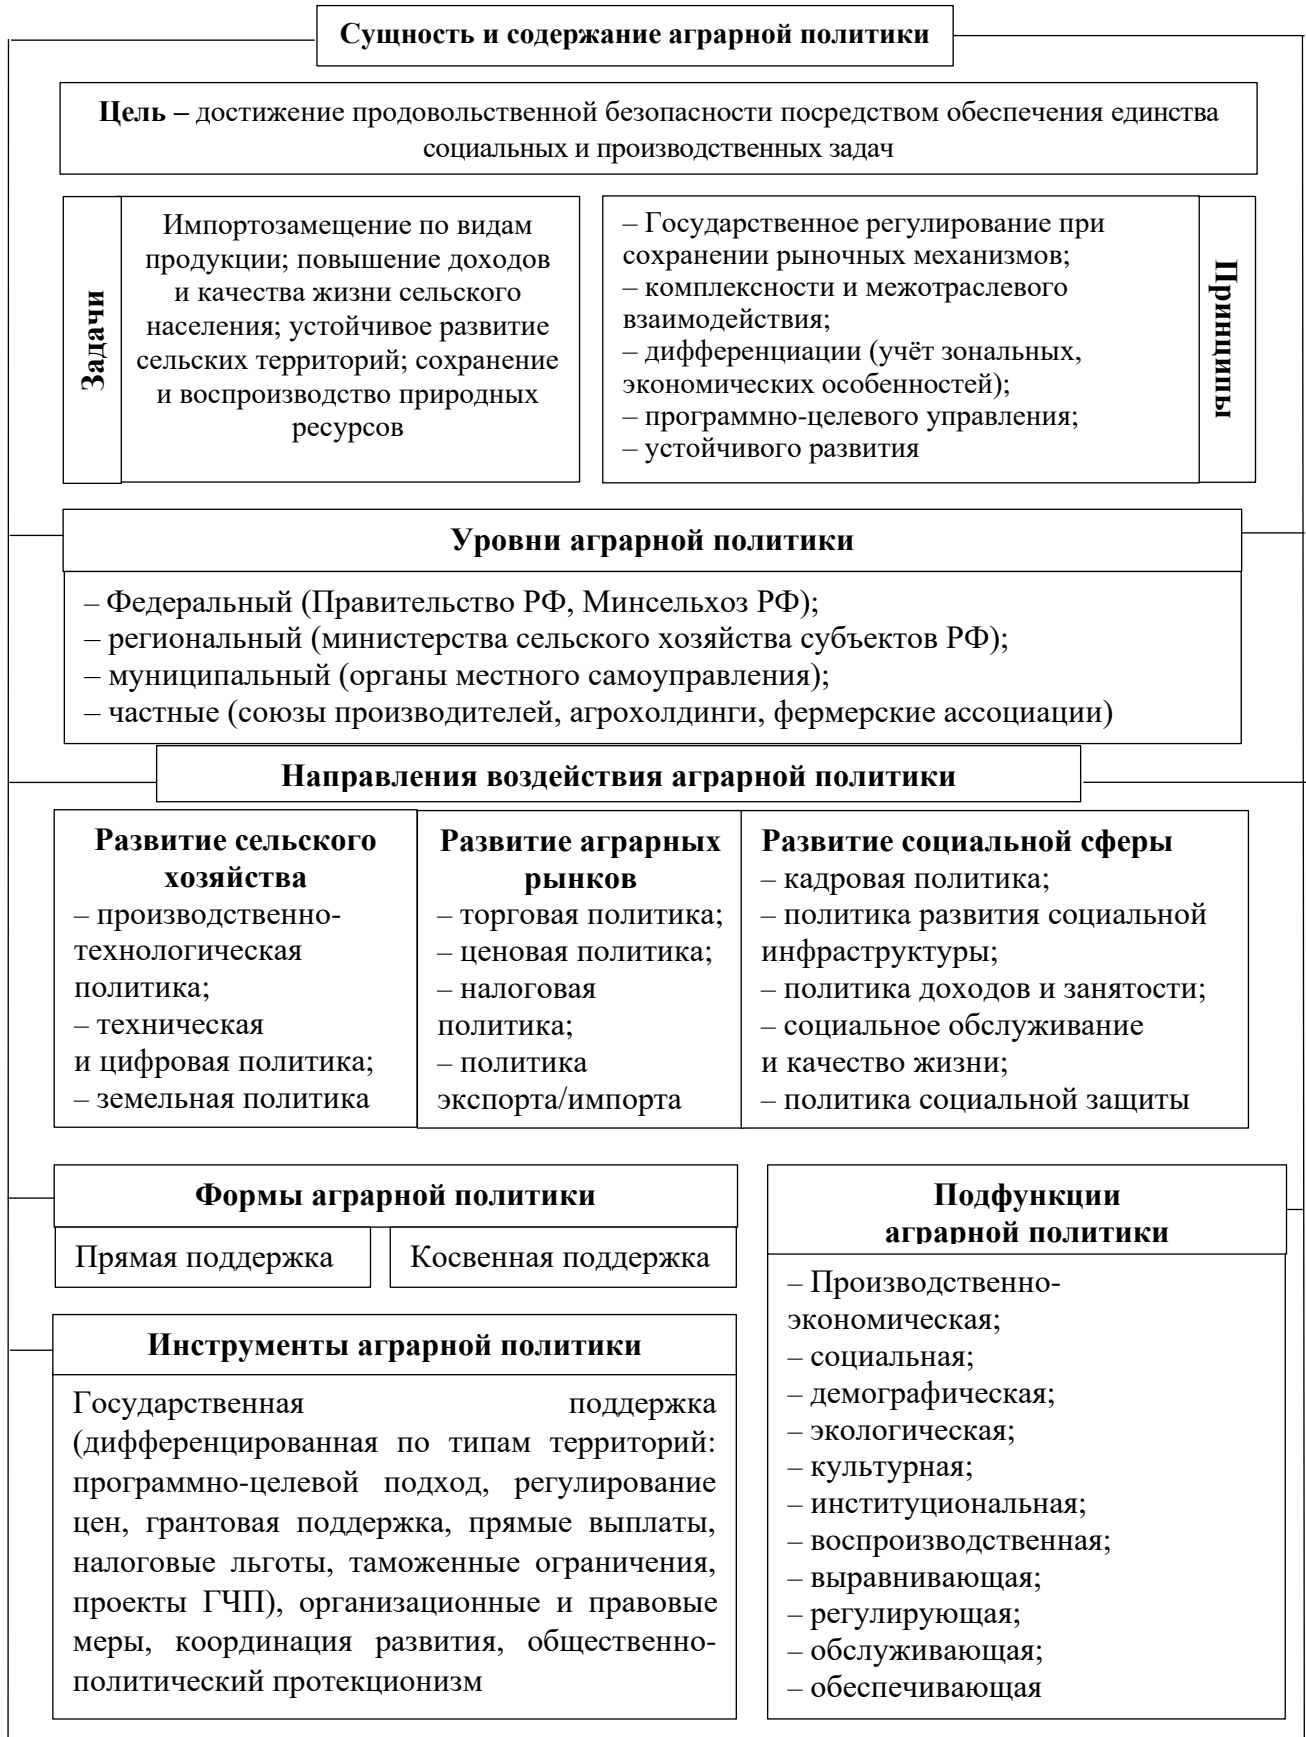 Сущность и содержание аграрной политики
Цель – достижение продовольственной безопасности посредством обеспечения единства
социальных и производственных задач
Задачи
Импортозамещение по видам
продукции; повышение доходов
и качества жизни сельского
населения; устойчивое развитие
сельских территорий; сохранение
и воспроизводство природных
ресурсов
– Государственное регулирование при
сохранении рыночных механизмов;
– комплексности и межотраслевого
взаимодействия;
– дифференциации (учёт зональных,
экономических особенностей);
– программно-целевого управления;
– устойчивого развития
Принципы
Уровни аграрной политики
– Федеральный (Правительство РФ, Минсельхоз РФ);
– региональный (министерства сельского хозяйства субъектов РФ);
– муниципальный (органы местного самоуправления);
– частные (союзы производителей, агрохолдинги, фермерские ассоциации)
Направления воздействия аграрной политики
Развитие сельского
хозяйства
– производственно-
технологическая
политика;
– техническая
и цифровая политика;
– земельная политика
Развитие аграрных
рынков
– торговая политика;
– ценовая политика;
– налоговая
политика;
– политика
экспорта/импорта
Развитие социальной сферы
– кадровая политика;
– политика развития социальной
инфраструктуры;
– политика доходов и занятости;
– социальное обслуживание
и качество жизни;
– политика социальной защиты
Формы аграрной политики
Прямая поддержка
Косвенная поддержка
Инструменты аграрной политики
Государственная поддержка
(дифференцированная по типам территорий:
программно-целевой подход, регулирование
цен, грантовая поддержка, прямые выплаты,
налоговые льготы, таможенные ограничения,
проекты ГЧП), организационные и правовые
меры, координация развития, общественно-
политический протекционизм
Подфункции
аграрной политики
– Производственно-
экономическая;
– социальная;
– демографическая;
– экологическая;
– культурная;
– институциональная;
– воспроизводственная;
– выравнивающая;
– регулирующая;
– обслуживающая;
– обеспечивающая